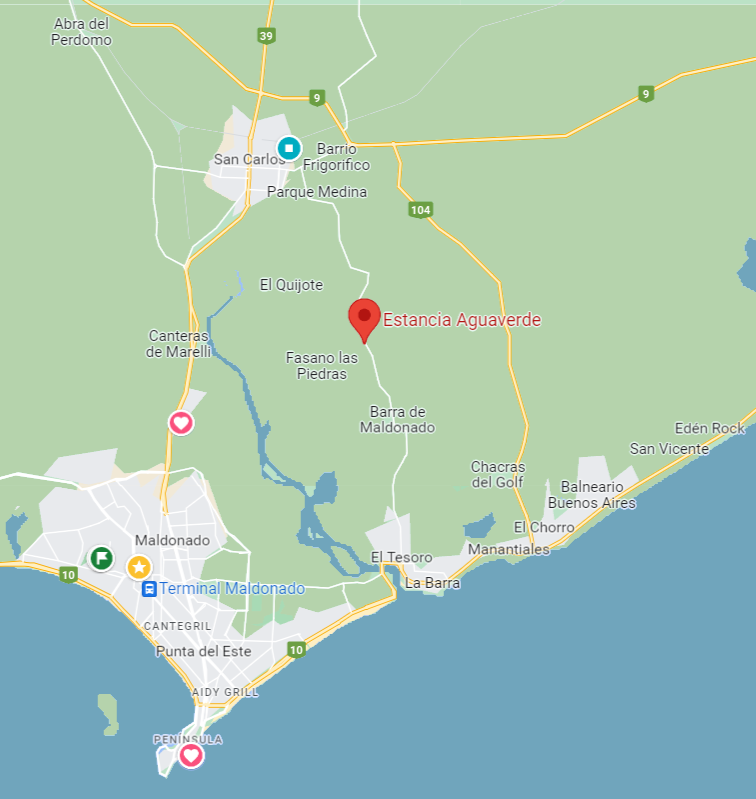 Abra del
Perdomo
39
9
9
San Carlos
Barrio
Frigorifico
Parque Medina
104
El Quijote
Estancia Aguaverde
Canteras
de Marelli
Fasano las
Piedras
Barra de
Maldonado
Edén Rock
San Vicente
Chacras
del Golf
Balneario
Buenos Aires
El Chorro
Maldonado
Manantiales
El Tesoro
10
La Barra
Terminal Maldonado
CANTEGRIL
Punta del Este
10
AIDY GRILL
PENÍNSULA